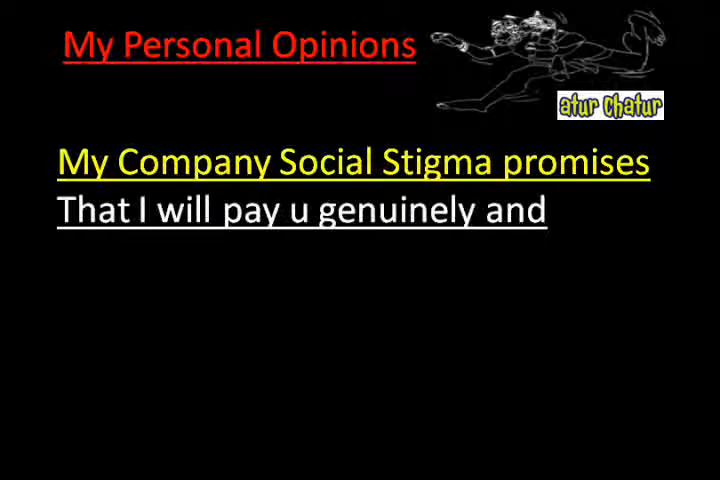 My Personal Opinions
atur chatur
My Company Social Stigma promises
That I will pay u genuinely and